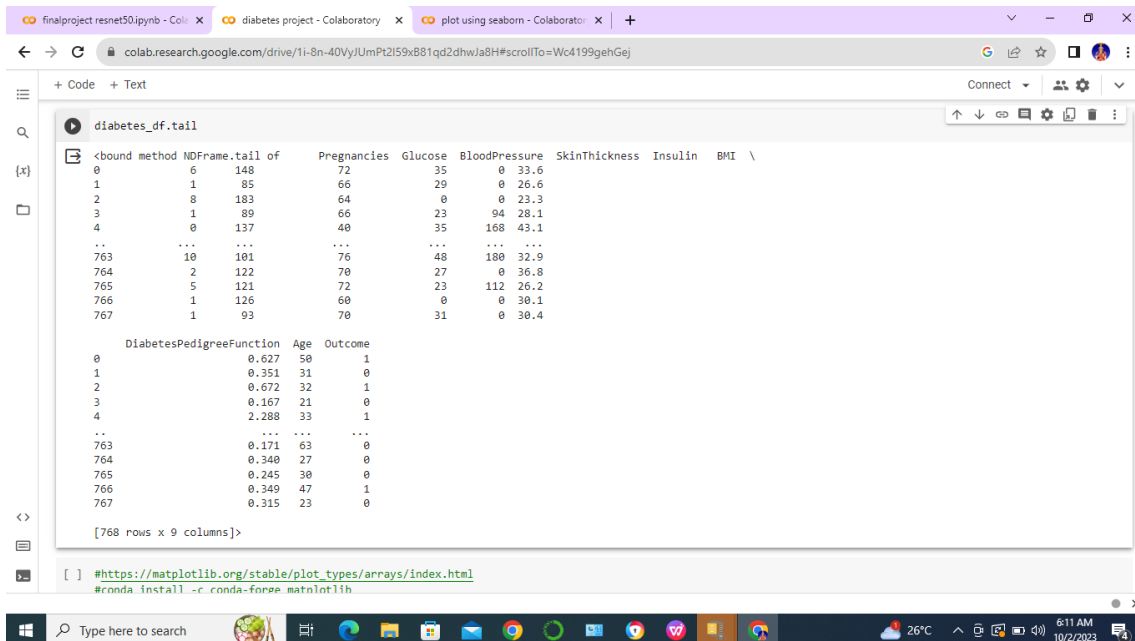 finalproject resnet50.ipynb - Cola
diabetes project - Colaboratory
plot using seaborn - Colaborator
colab.research.google.com/drive/1i-8n-40VyJUmPt2I59xB81qd2dhwJa8H#scrollTo=Wc4199gehGej
+ Code + Text
Connect
diabetes_df.tail
<bound method NDFrame.tail of Pregnancies Glucose BloodPressure SkinThickness Insulin BMI \
0 6 148 72 35 0 33.6
1 1 85 66 29 0 26.6
2 8 183 64 0 0 23.3
3 1 89 66 23 94 28.1
4 0 137 40 35 168 43.1
.. ... ... ... ... ... ...
763 10 101 76 48 180 32.9
764 2 122 70 27 0 36.8
765 5 121 72 23 112 26.2
766 1 126 60 0 0 30.1
767 1 93 70 31 0 30.4
DiabetesPedigreeFunction Age Outcome
0 0.627 50 1
1 0.351 31 0
2 0.672 32 1
3 0.167 21 0
4 2.288 33 1
.. ... ... ...
763 0.171 63 0
764 0.340 27 0
765 0.245 30 0
766 0.349 47 1
767 0.315 23 0
[768 rows x 9 columns]>
[ ] #https://matplotlib.org/stable/plot_types/arrays/index.html
#conda install -c conda-forge matplotlib
Type here to search
26°C
6:11 AM
10/2/2023